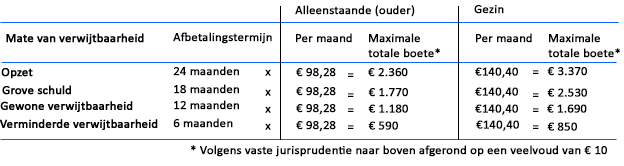 Alleenstaande (ouder) Gezin
Mate van verwijtbaarheid Afbetalingstermijn Per maand Maximale totale boete* Per maand Maximale totale boete*
Opzet 24 maanden x € 98,28 = € 2.360 €140,40 = € 3.370
Grove schuld 18 maanden x € 98,28 = € 1.770 €140,40 = € 2.530
Gewone verwijtbaarheid 12 maanden x € 98,28 = € 1.180 €140,40 = € 1.690
Verminderde verwijtbaarheid 6 maanden x € 98,28 = € 590 €140,40 = € 850
* Volgens vaste jurisprudentie naar boven afgerond op een veelvoud van € 10